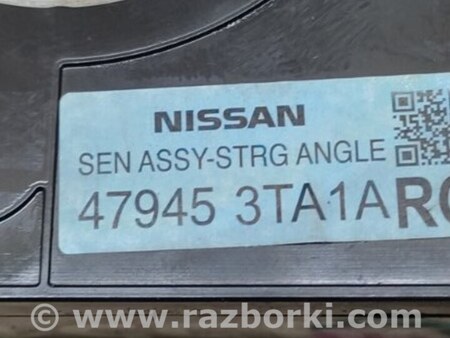 NISSAN
SEN ASSY-STRG ANGLE
47945 3TA1A
© www.razborki.com